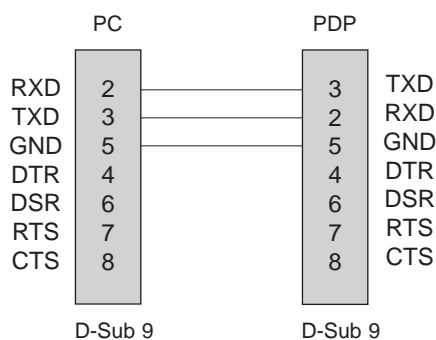 PC PDP
RXD 2 3 TXD
TXD 3 2 RXD
GND 5 5 GND
DTR 4 4 DTR
DSR 6 6 DSR
RTS 7 7 RTS
CTS 8 8 CTS
D-Sub 9 D-Sub 9